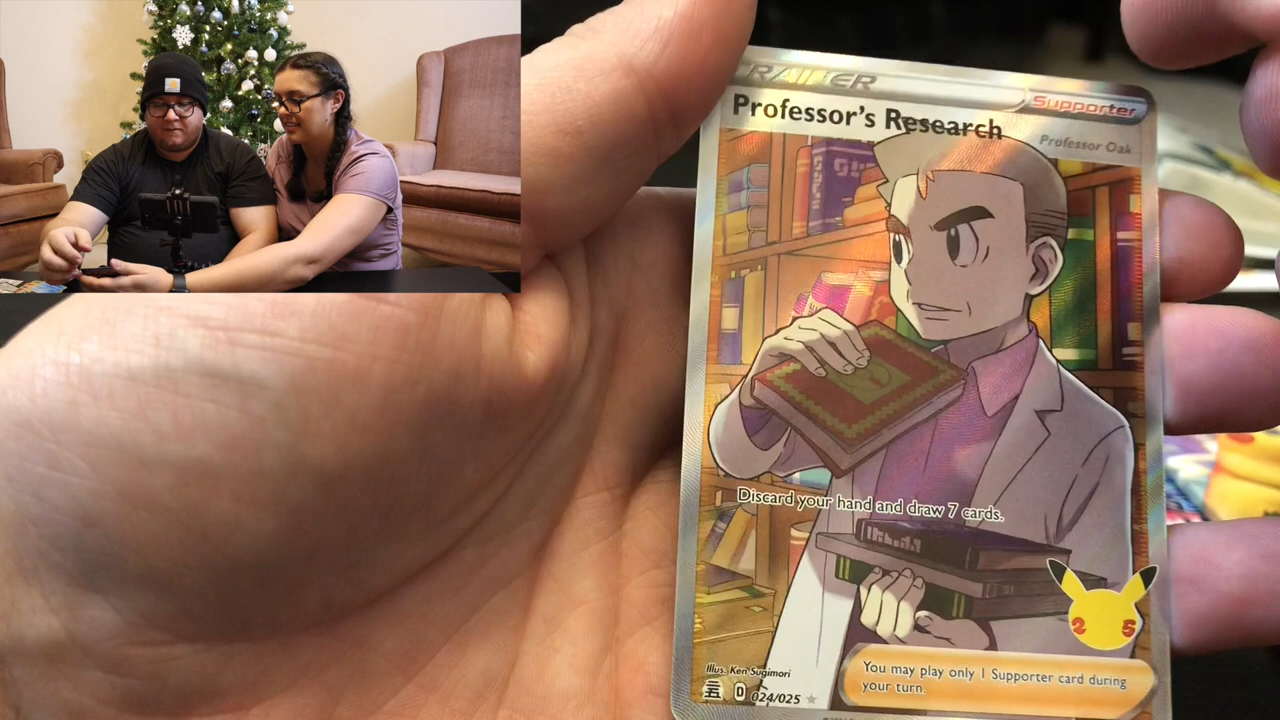 TRAINER
Supporter
Professor's Research
Professor Oak
Discard your hand and draw 7 cards.
25
You may play only 1 Supporter card during
your turn.
Illus. Ken Sugimori
D 024/025